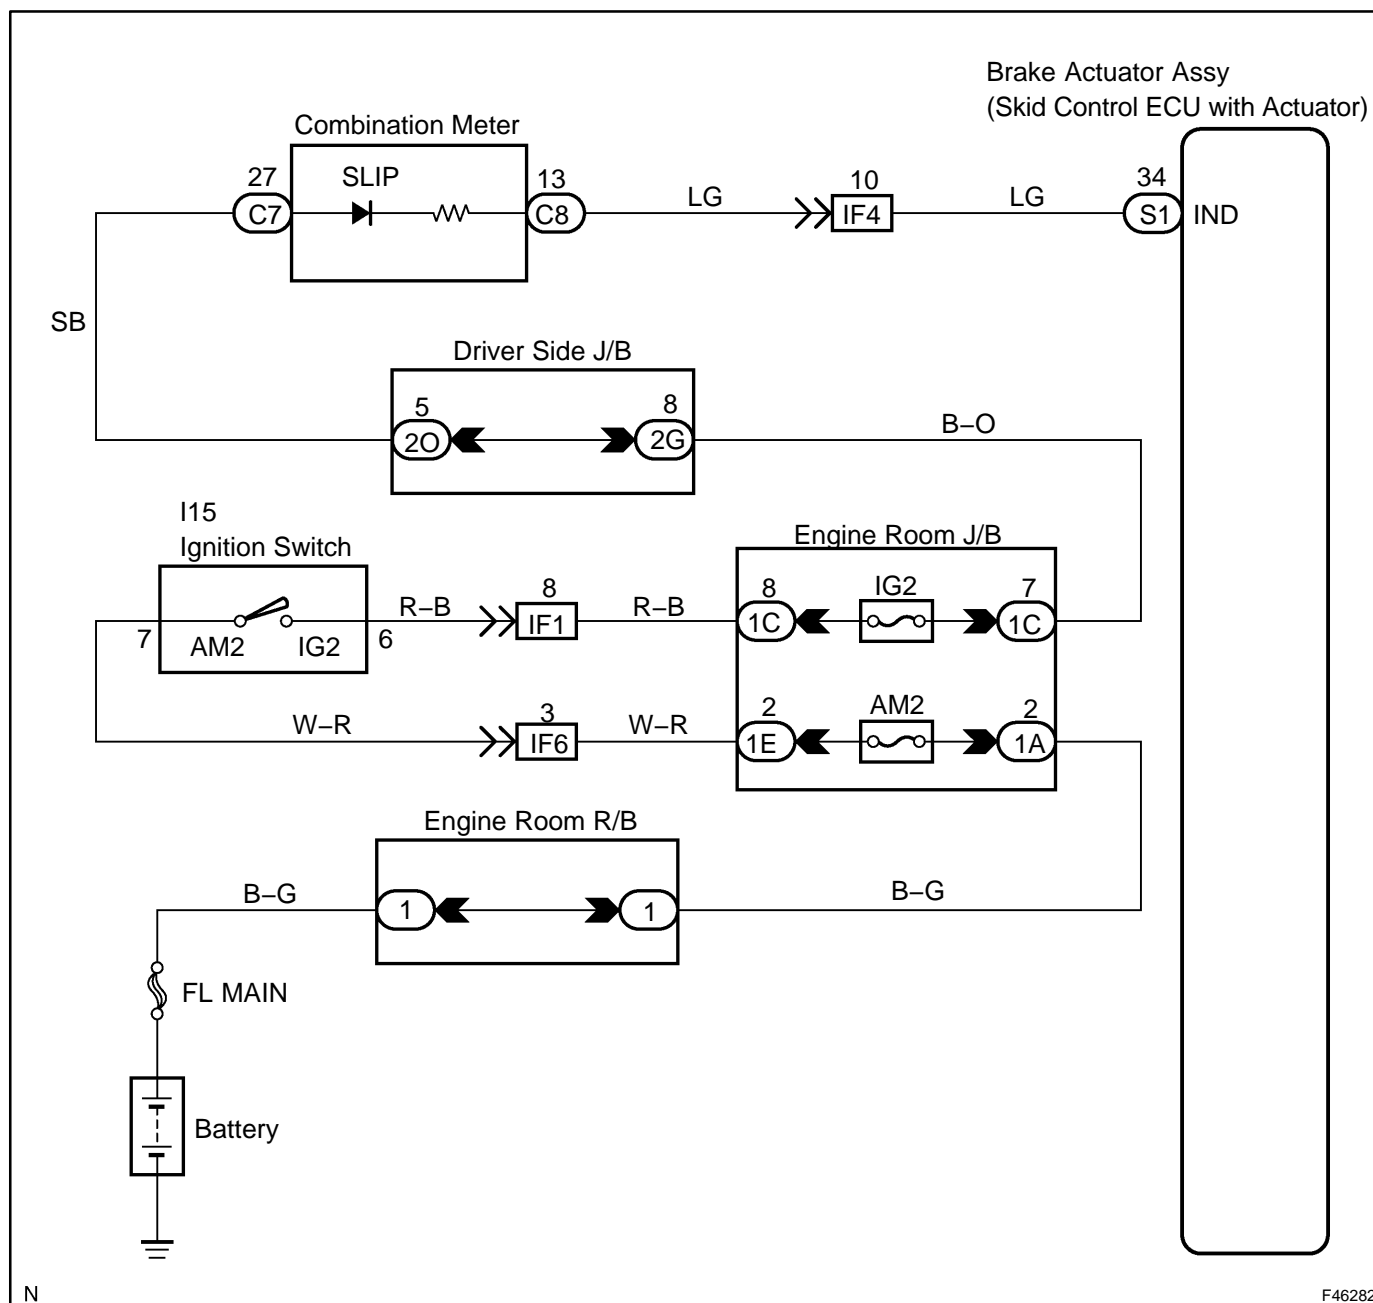 Brake Actuator Assy
(Skid Control ECU with Actuator)
Combination Meter
27
SLIP
13
10
34
C7
C8
LG
IF4
LG
S1
IND
SB
Driver Side J/B
5
8
2O
2G
B–O
I15
Ignition Switch
Engine Room J/B
7
AM2
IG2
6
R–B
8
IF1
R–B
8
1C
IG2
7
1C
W–R
3
IF6
W–R
2
1E
AM2
2
1A
Engine Room R/B
B–G
1
1
B–G
FL MAIN
Battery
N
F46282